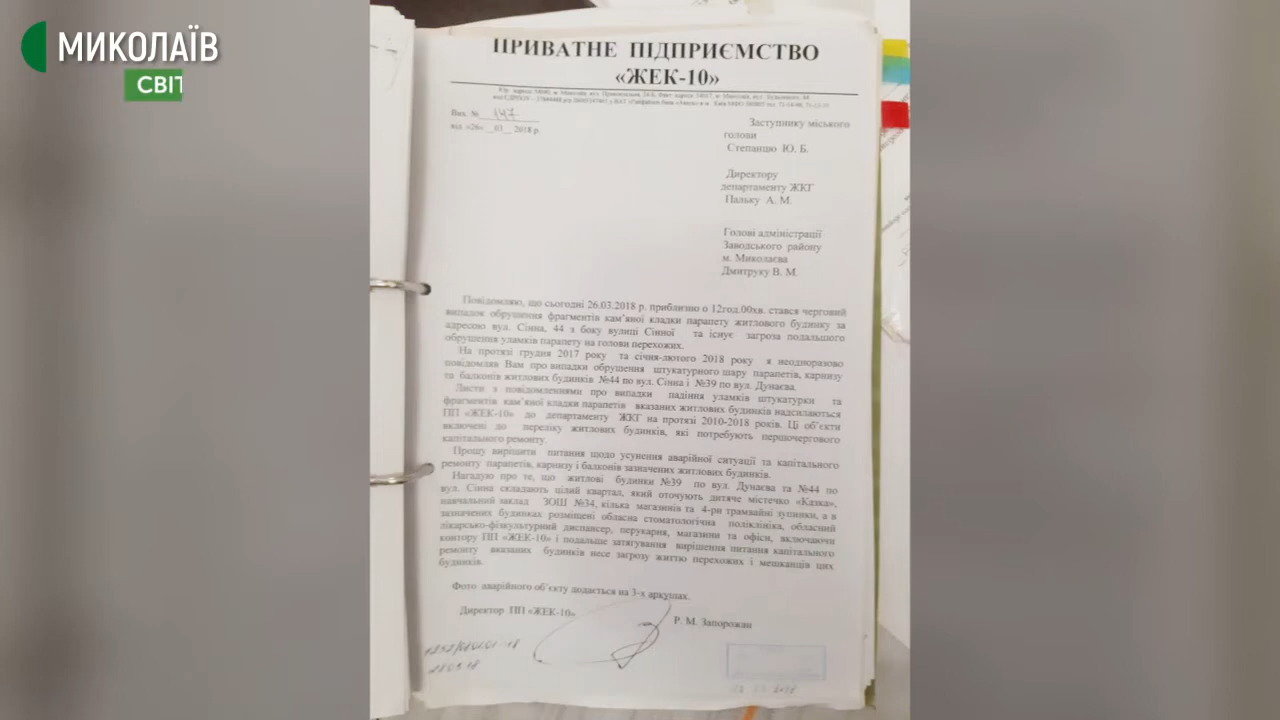 МИКОЛАЇВ
СВІТ
ПРИВАТНЕ ПІДПРИЄМСТВО
«ЖЕК-10»
Вих. № 147
від «26» 03 2018 р.
Заступнику міського
голови
Степанцю Ю. Б.
Директору
департаменту ЖКГ
Пальку А. М.
Голові адміністрації
Заводського району
м. Миколаєва
Дмитруку В. М.
Повідомляю, що сьогодні 26.03.2018 р. приблизно о 12год.00хв. стався черговий
випадок обрушення фрагментів кам’яної кладки парапету житлового будинку за
адресою вул. Сінна, 44 з боку вулиці Сінної та існує загроза подальшого
обрушення уламків парапету на голови перехожих.
На протязі грудня 2017 року та січня-лютого 2018 року я неодноразово
повідомляв Вам про випадки обрушення штукатурного шару парапетів, карнизу
та балконів житлових будинків №44 по вул. Сінна і №39 по вул. Дунаєва.
Листи з повідомленнями про випадки падіння уламків штукатурки та
фрагментів кам’яної кладки парапетів вказаних житлових будинків надсилаються
ПП «ЖЕК-10» до департаменту ЖКГ на протязі 2010-2018 років. Ці об’єкти
включені до переліку житлових будинків, які потребують першочергового
капітального ремонту.
Прошу вирішити питання щодо усунення аварійної ситуації та капітального
ремонту парапетів, карнизу і балконів зазначених житлових будинків.
Нагадую про те, що житлові будинки №39 по вул. Дунаєва та №44 по
вул. Сінна складають цілий квартал, який оточують дитяче містечко «Казка»,
навчальний заклад ЗОШ №34, кілька магазинів та 4-ри трамвайні зупинки, а в
зазначених будинках розміщені обласна стоматологічна поліклініка, обласний
лікарсько-фізкультурний диспансер, перукарня, магазини та офіси, включаючи
контору ПП «ЖЕК-10» і подальше затягування вирішення питання капітального
ремонту вказаних будинків несе загрозу життю перехожих і мешканців цих
будинків.
Фото аварійного об’єкту додається на 3-х аркушах.
Директор ПП «ЖЕК-10»
Р. М. Запорожан